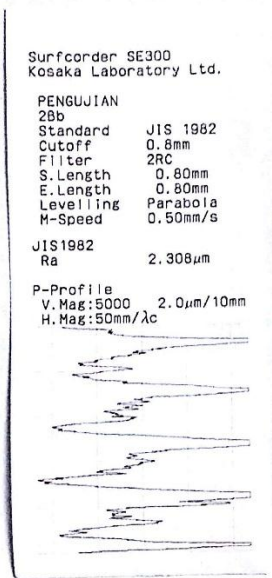 Surfcorder SE300
Kosaka Laboratory Ltd.
PENGUJIAN
2Bb
Standard JIS 1982
Cutoff 0.8mm
Filter 2RC
S.Length 0.80mm
E.Length 0.80mm
Levelling Parabola
M-Speed 0.50mm/s
JIS1982
Ra 2.308μm
P-Profile
V.Mag:5000 2.0μm/10mm
H.Mag:50mm/λc